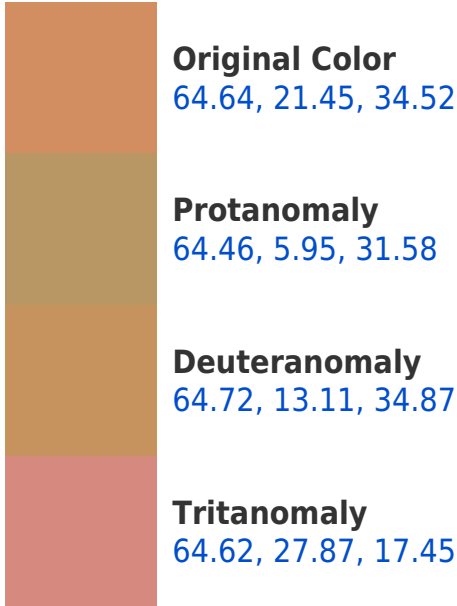 Original Color
64.64, 21.45, 34.52
Protanomaly
64.46, 5.95, 31.58
Deuteranomaly
64.72, 13.11, 34.87
Tritanomaly
64.62, 27.87, 17.45